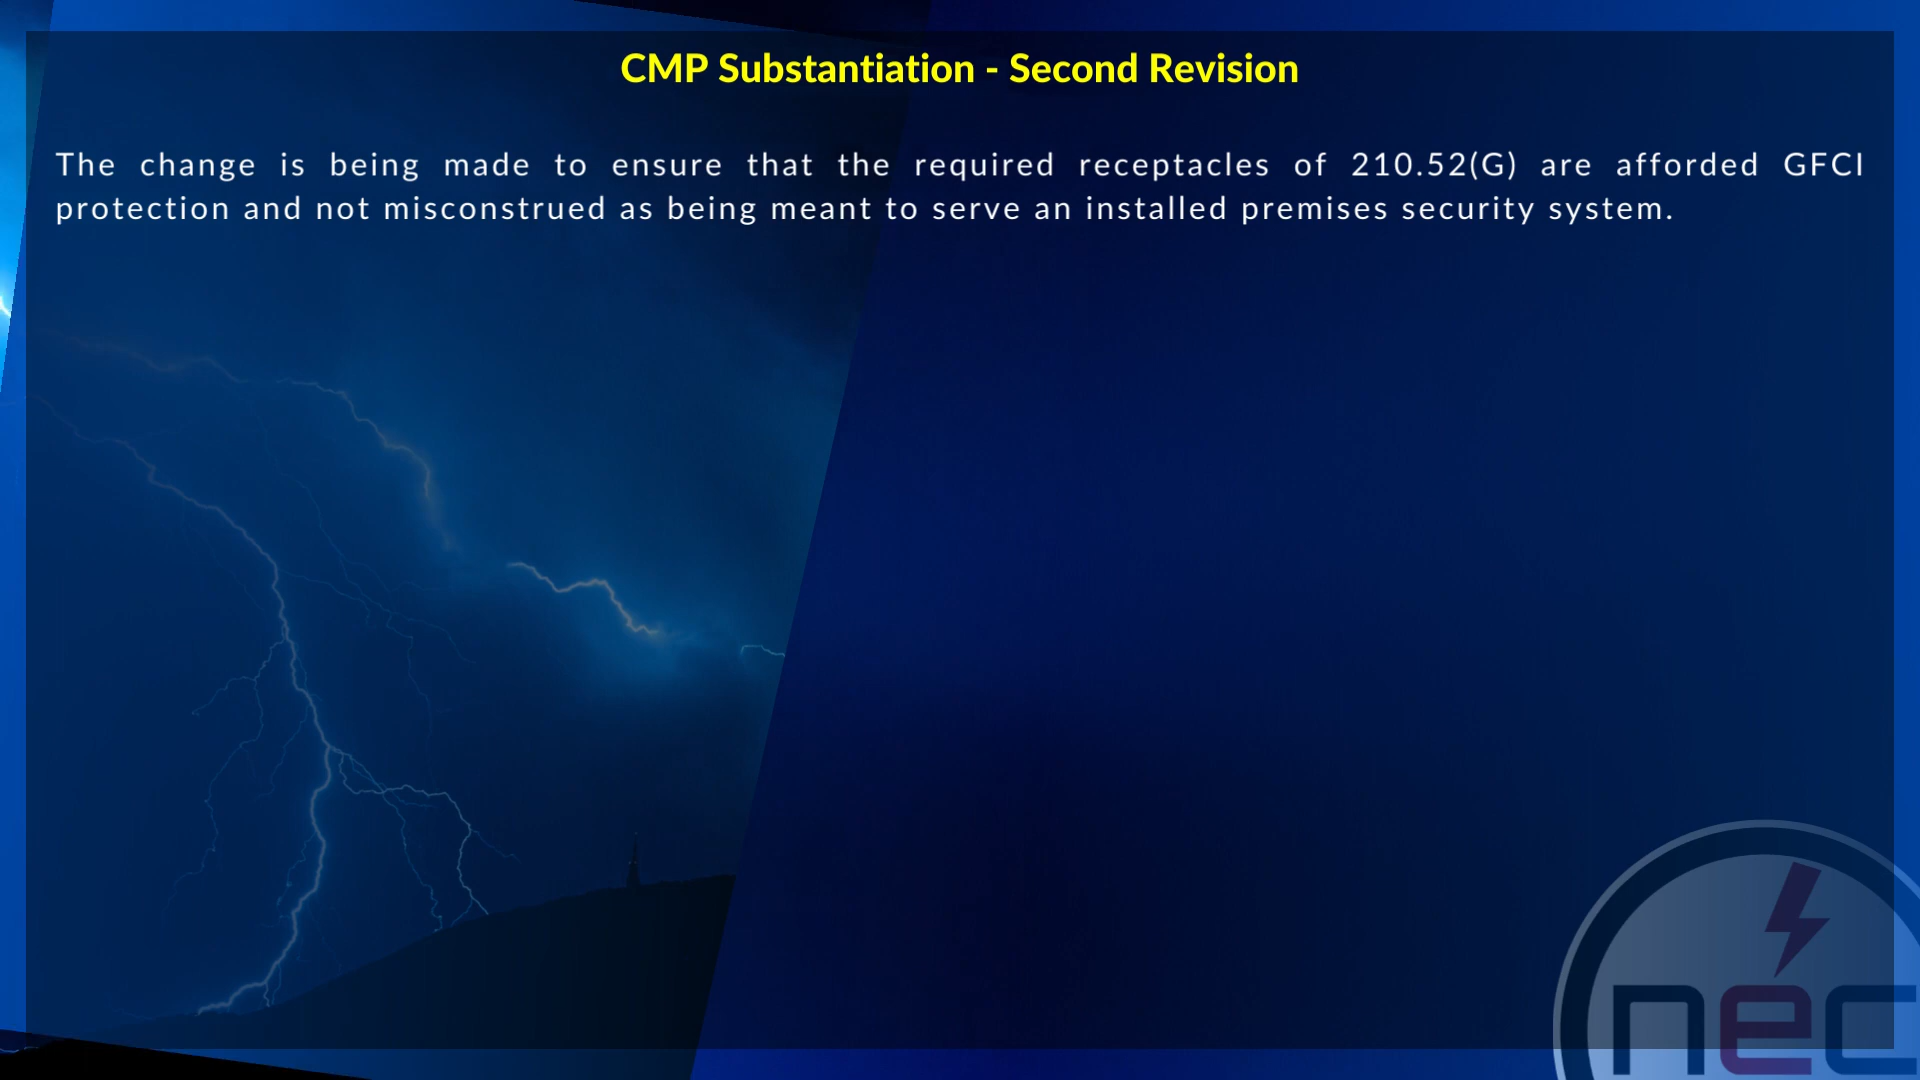 CMP Substantiation - Second Revision
The change is being made to ensure that the required receptacles of 210.52(G) are afforded GFCI
protection and not misconstrued as being meant to serve an installed premises security system.
nec